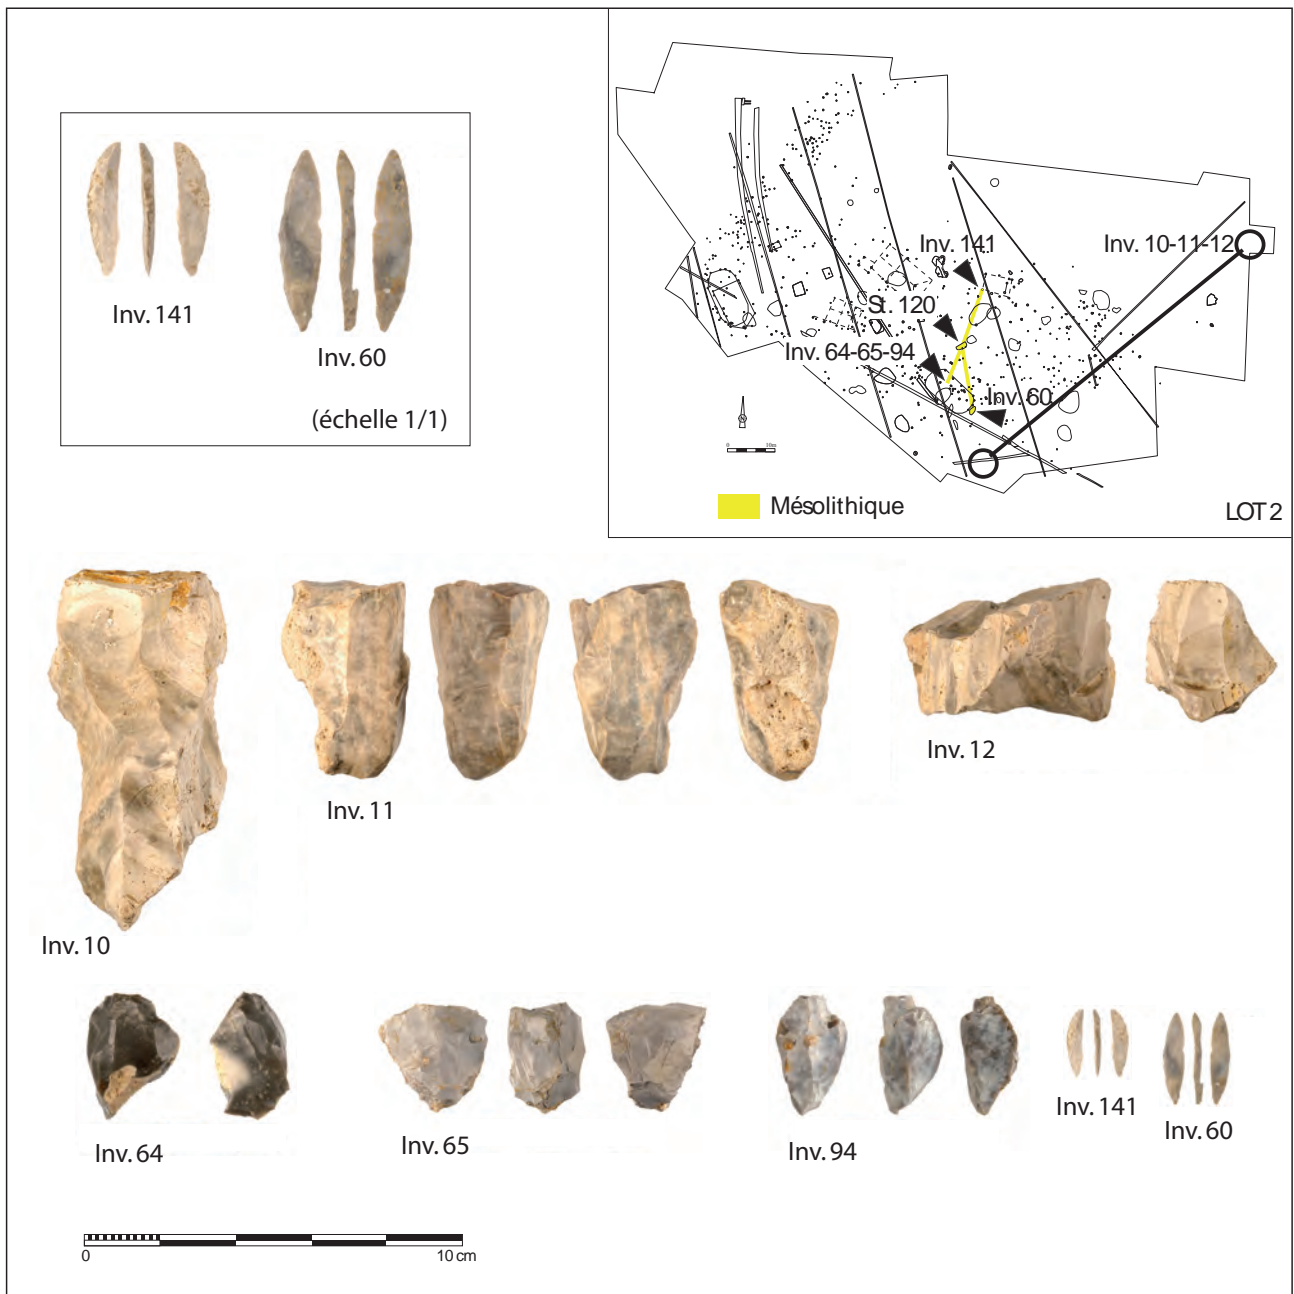 Inv. 141
Inv. 60
(échelle 1/1)
Inv. 141
Inv. 10-11-12
St. 120
Inv. 64-65-94
Inv. 60
0 10m
Mésolithique
LOT 2
Inv. 10
Inv. 11
Inv. 12
Inv. 64
Inv. 65
Inv. 94
Inv. 141
Inv. 60
0 10 cm